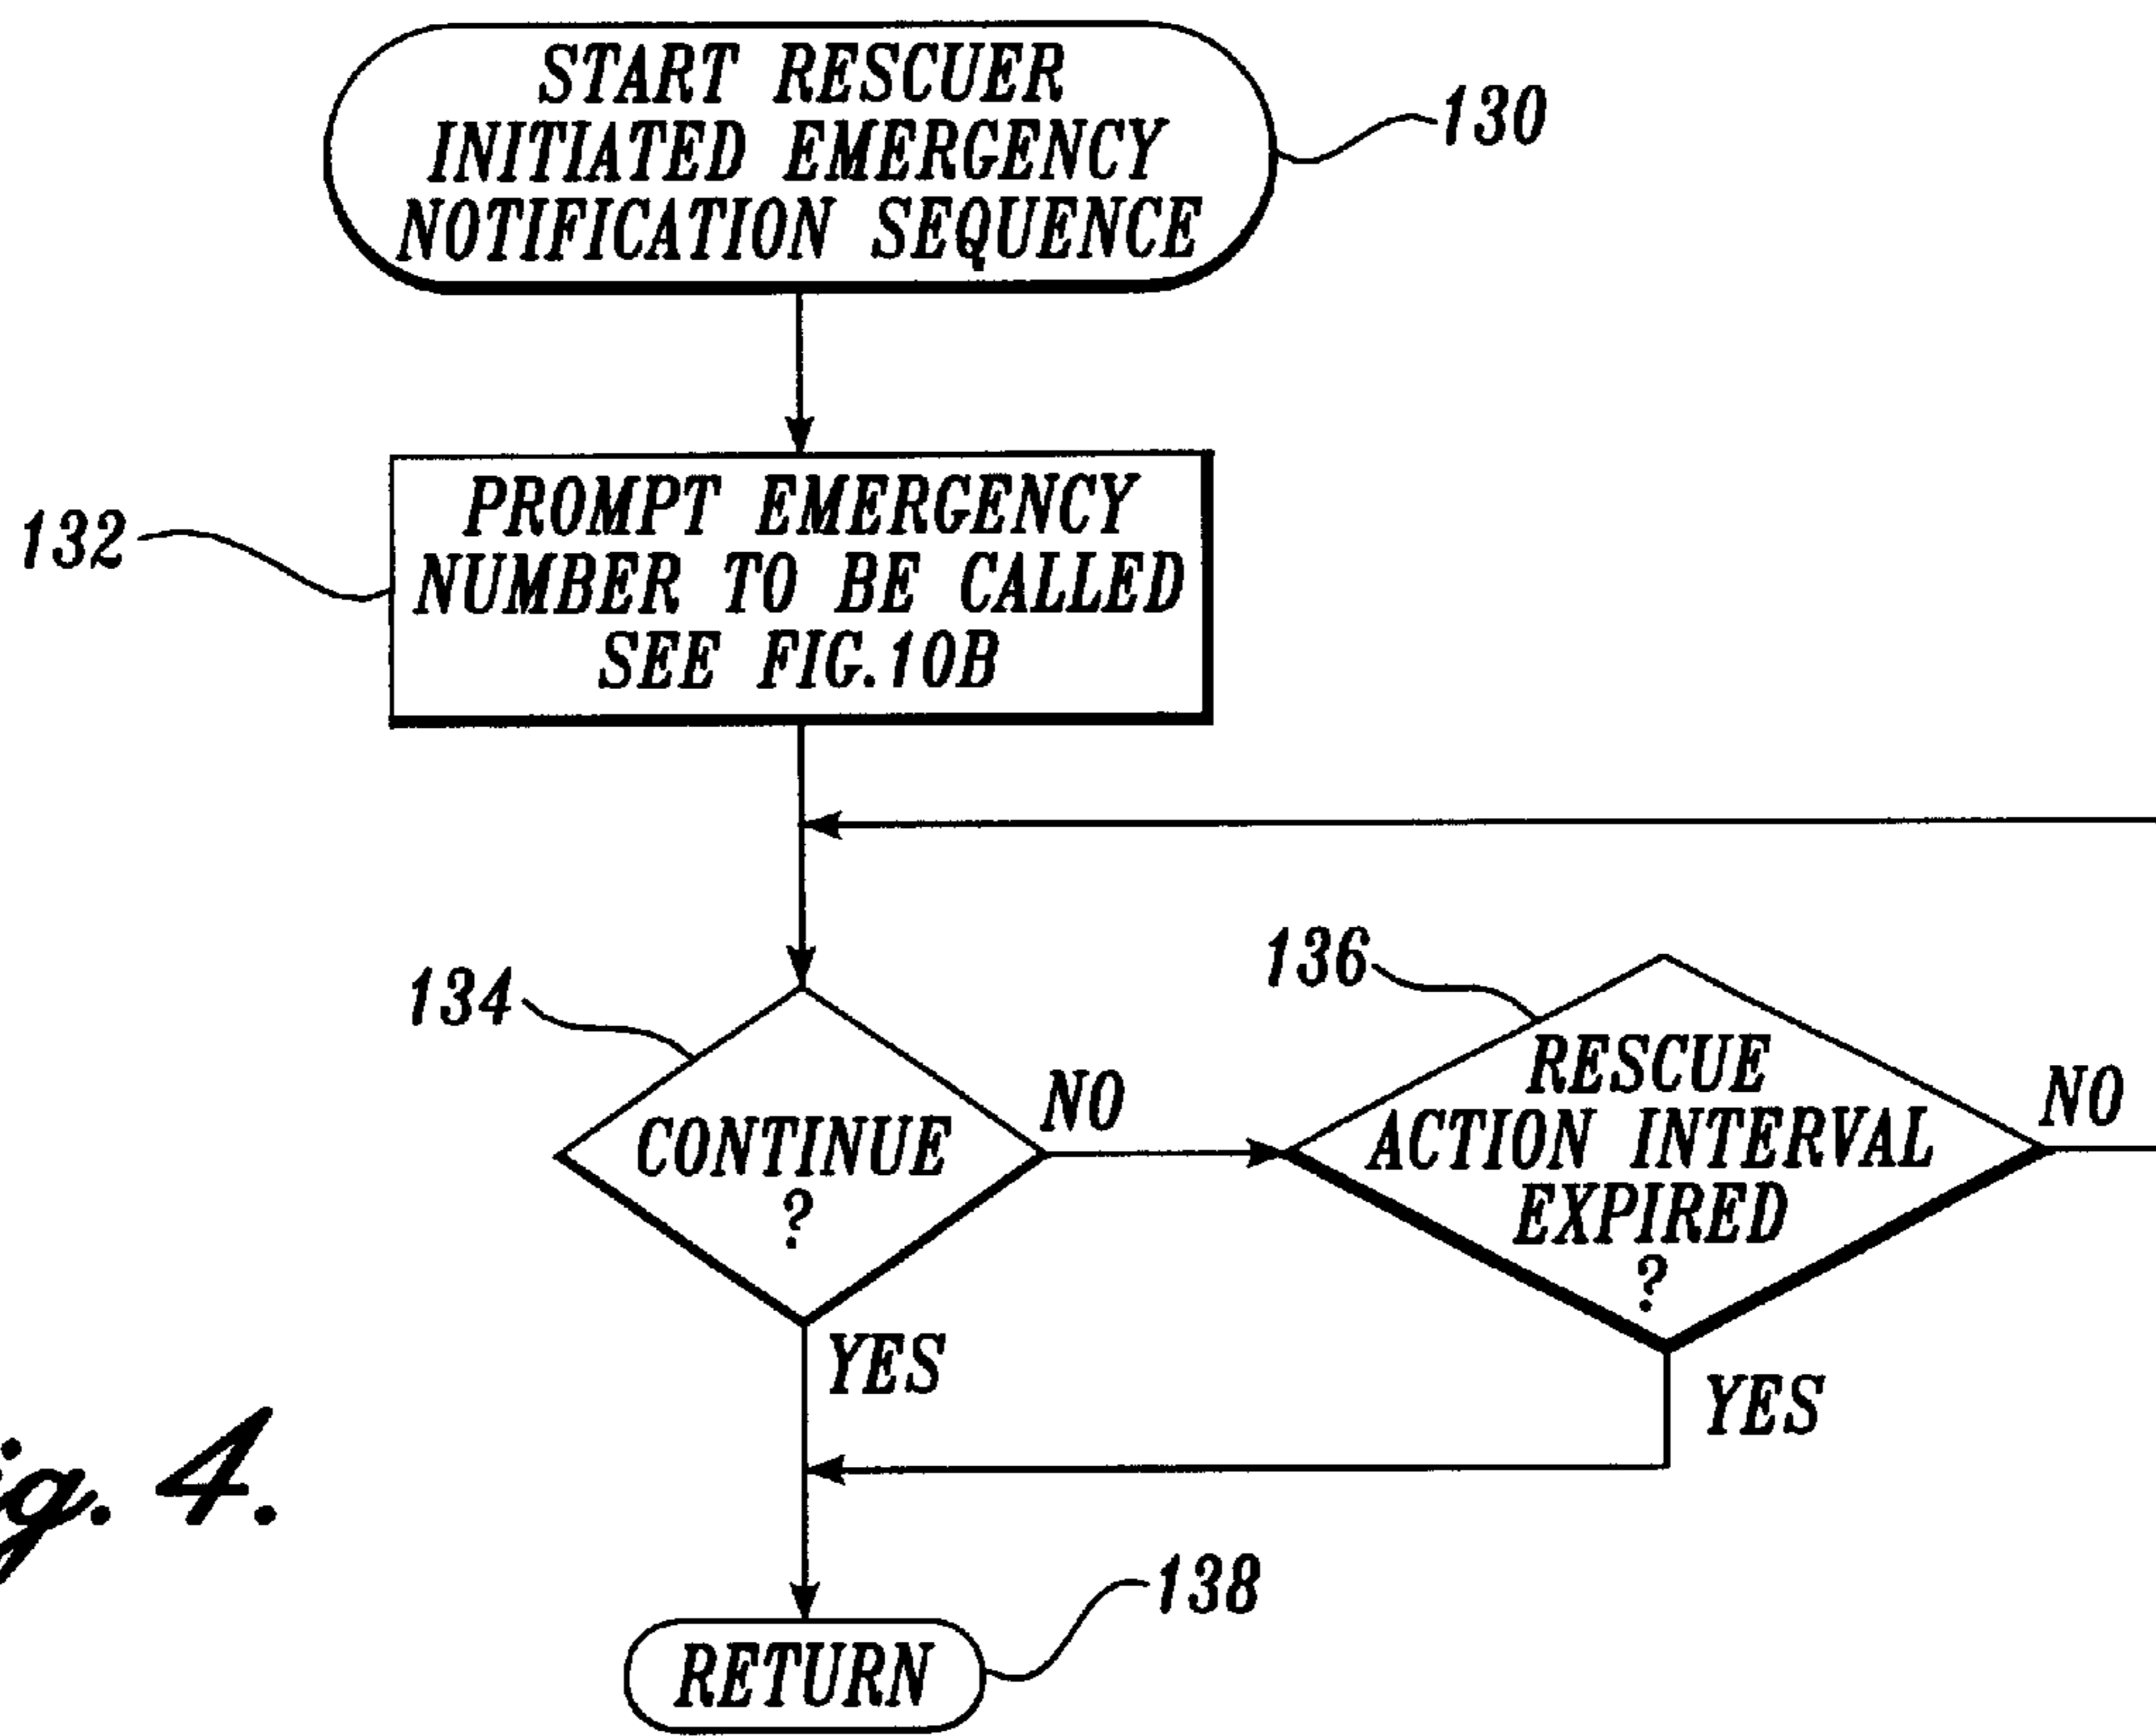 START RESCUER
INITIATED EMERGENCY
NOTIFICATION SEQUENCE
130
PROMPT EMERGENCY
NUMBER TO BE CALLED
SEE FIG.10B
132
134
CONTINUE
?
NO
YES
136
RESCUE
ACTION INTERVAL
EXPIRED
?
NO
YES
4.
RETURN
138